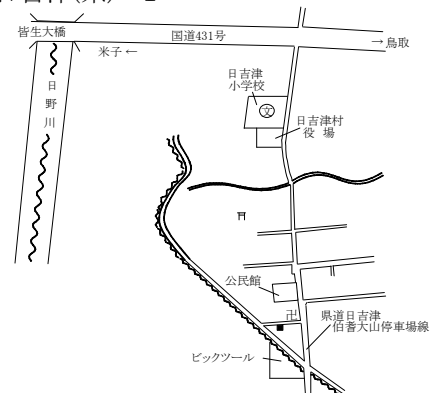 皆生大橋
国道431号
米子 ←
→ 鳥取
日野川
日吉津
小学校
文
日吉津村
役 場
公民館
卍
県道日吉津
伯耆大山停車場線
ビックツール